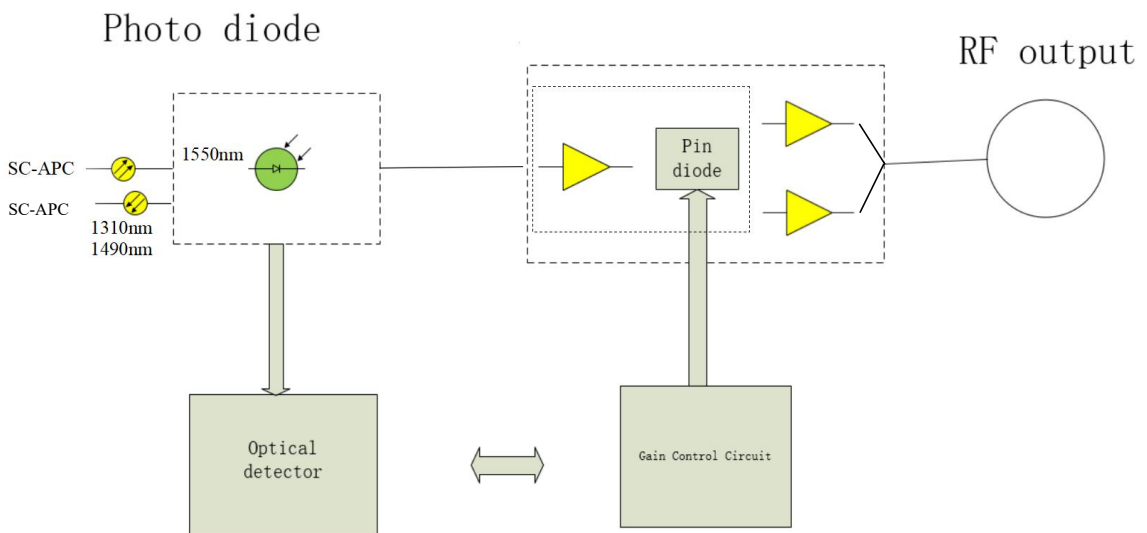 Photo diode
RF output
1550nm
SC-APC
SC-APC
1310nm
1490nm
Pin
diode
Optical
detector
Gain Control Circuit